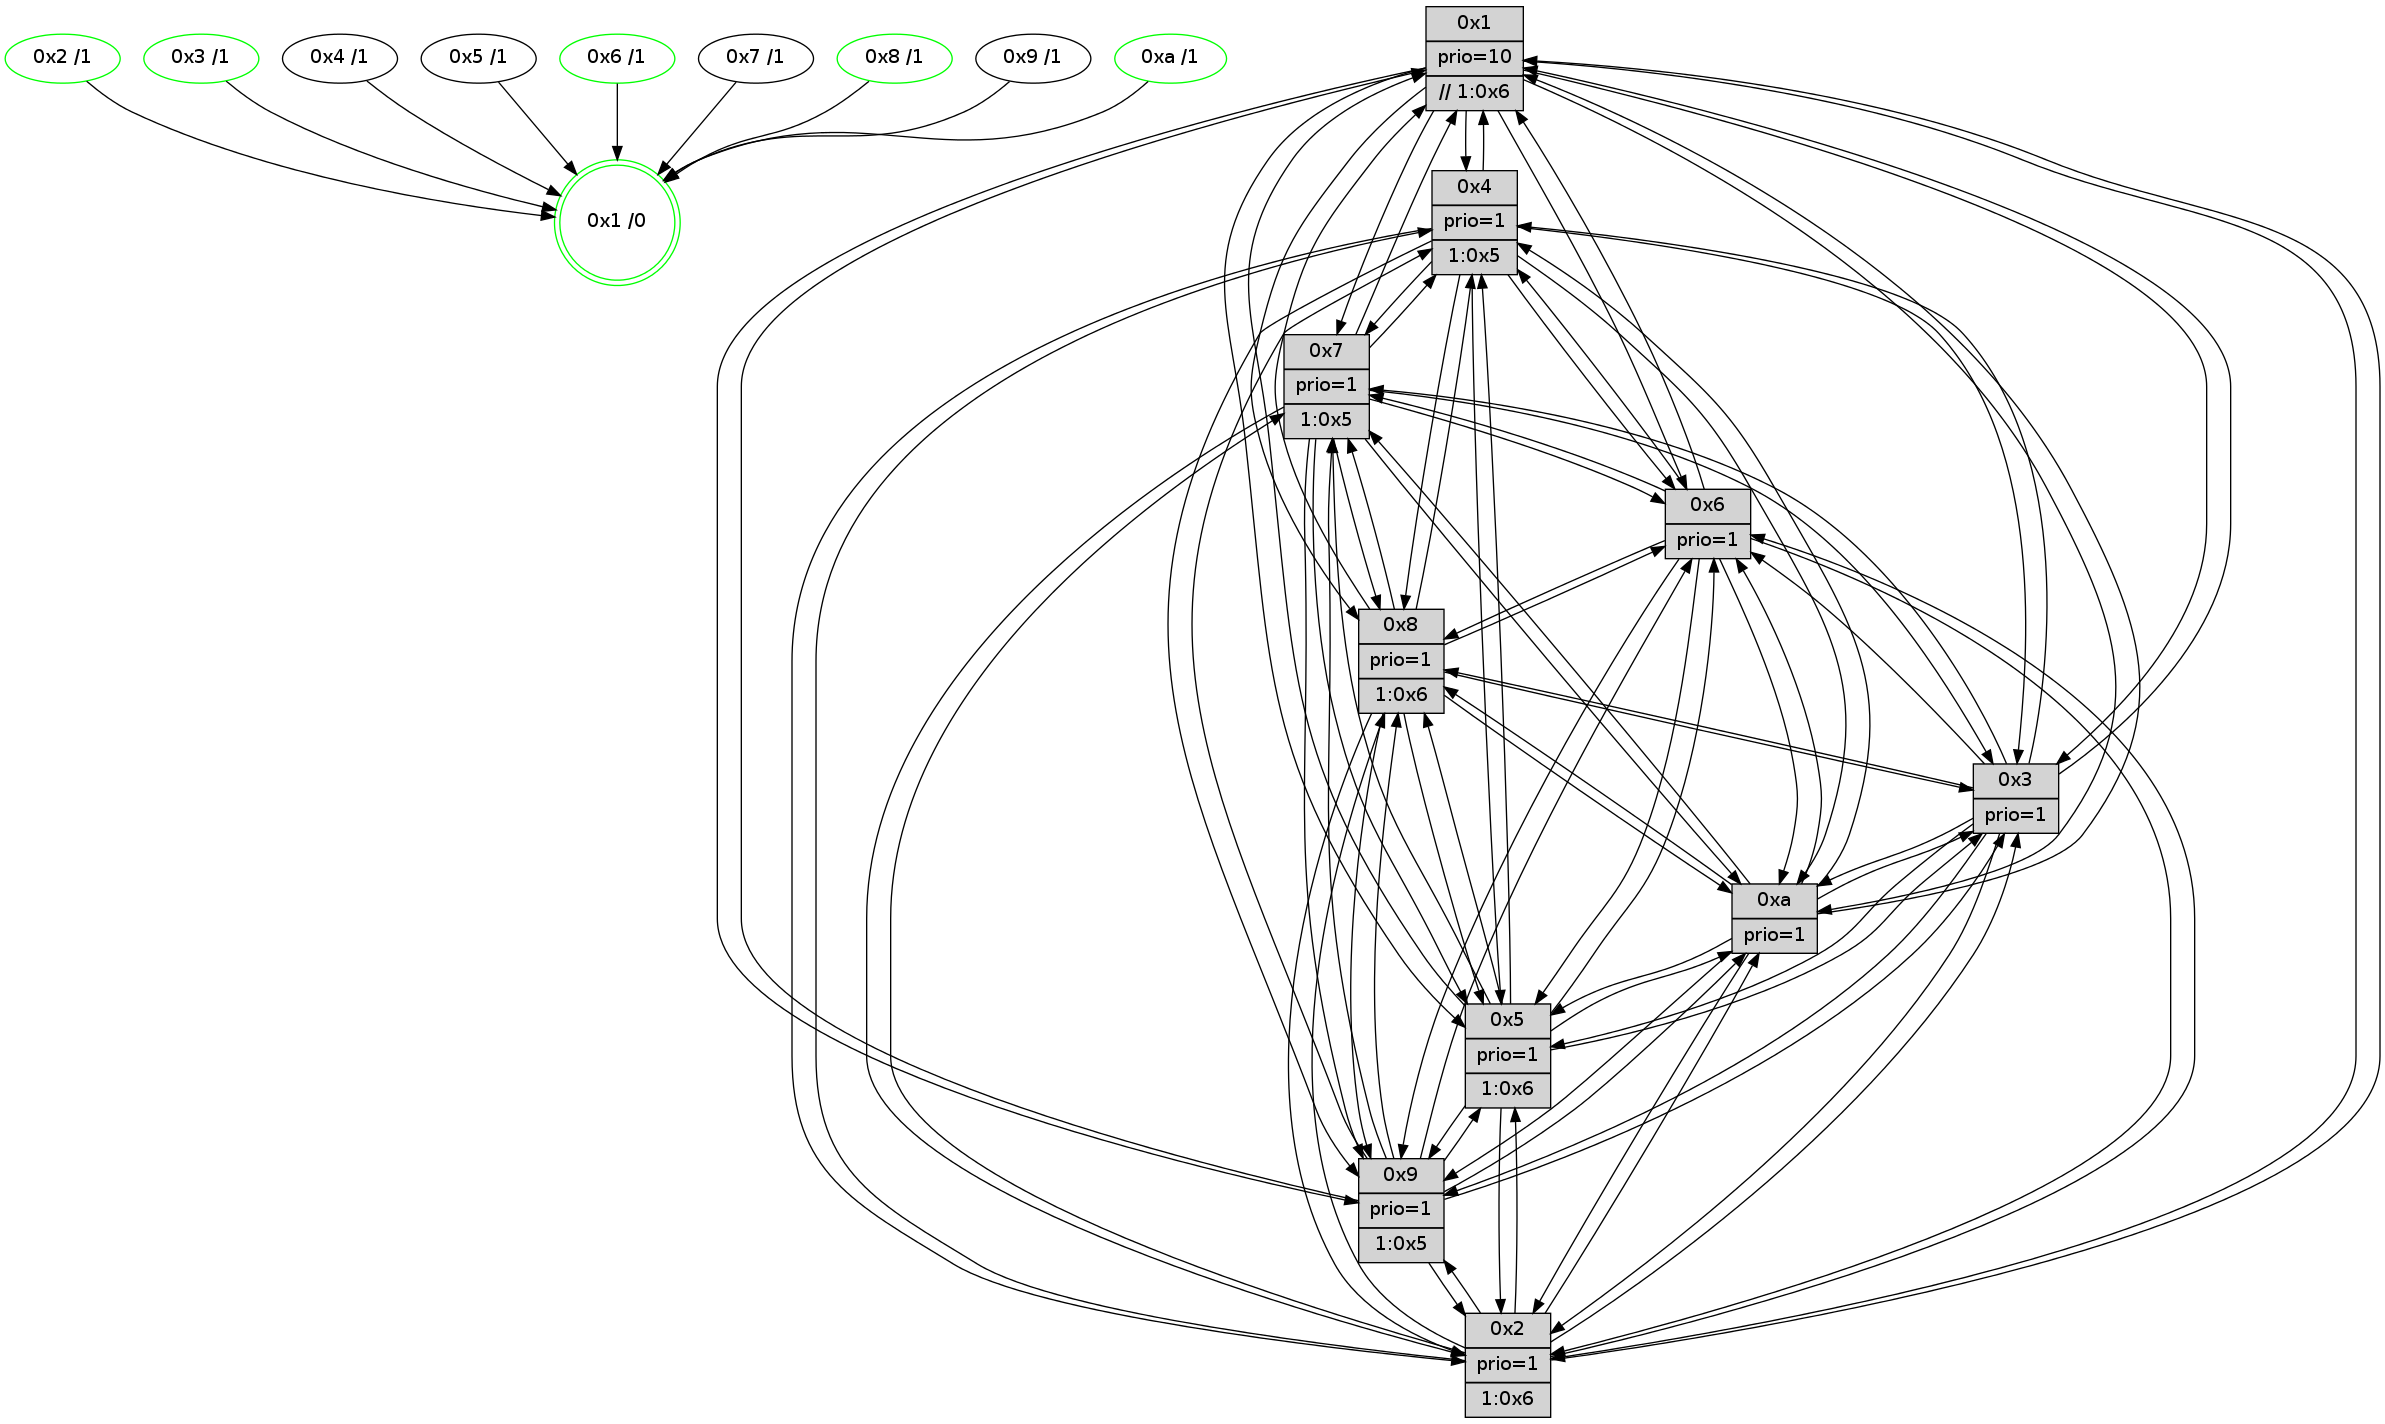 0x2 /1
0x3 /1
0x4 /1
0x5 /1
0x6 /1
0x7 /1
0x8 /1
0x9 /1
0xa /1
0x1 /0
0x1
prio=10
// 1:0x6
0x4
prio=1
1:0x5
0x7
prio=1
1:0x5
0x6
prio=1
0x8
prio=1
1:0x6
0x3
prio=1
0xa
prio=1
0x5
prio=1
1:0x6
0x9
prio=1
1:0x5
0x2
prio=1
1:0x6